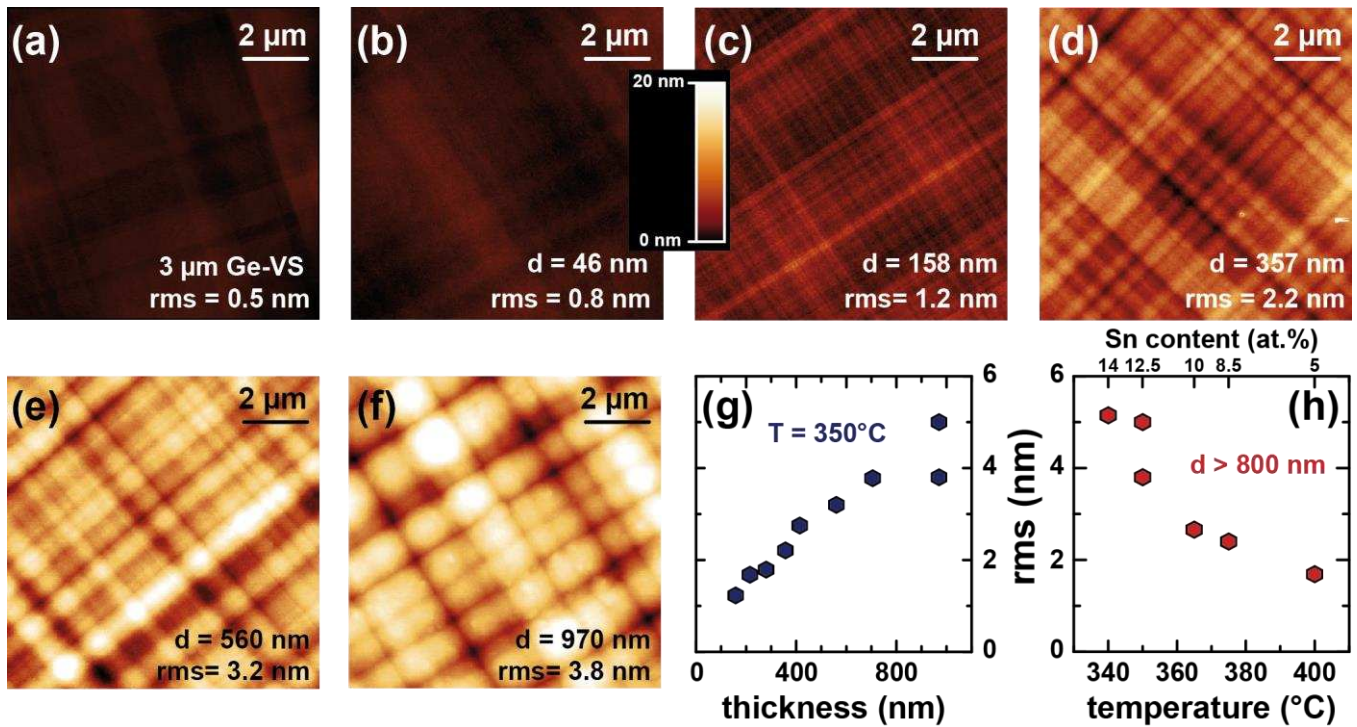 (a)
2 µm
3 µm Ge-VS
rms = 0.5 nm
(b)
2 µm
d = 46 nm
rms = 0.8 nm
20 nm
0 nm
(c)
2 µm
d = 158 nm
rms= 1.2 nm
(d)
2 µm
d = 357 nm
rms = 2.2 nm
(e)
2 µm
d = 560 nm
rms= 3.2 nm
(f)
2 µm
d = 970 nm
rms= 3.8 nm
(g)
T = 350°C
0 400 800
thickness (nm)
6
4
2
0
rms (nm)
Sn content (at.%)
14 12.5 10 8.5 5
6
(h)
d > 800 nm
4
2
0
340 360 380 400
temperature (°C)